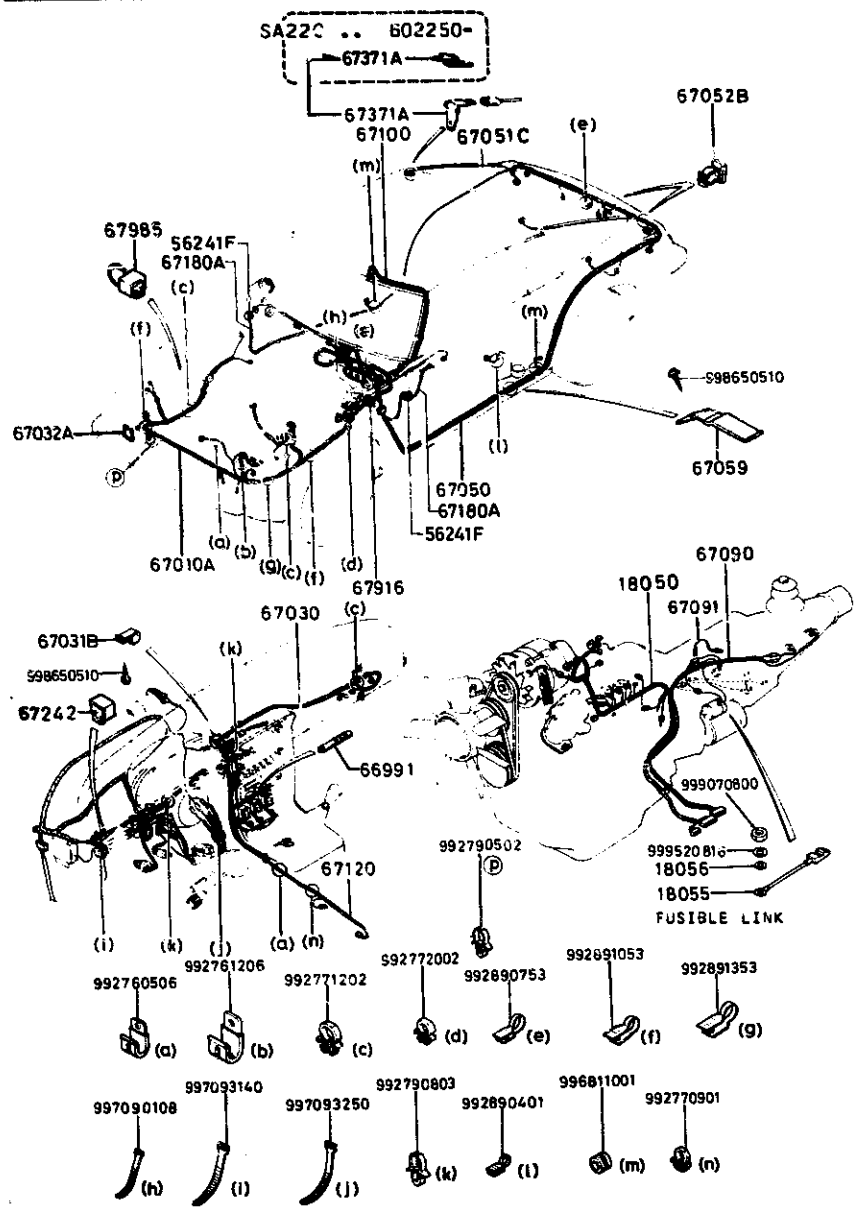 SA22C .. 602250-
67371A
67371A
67100
67051C
(e)
67052B
(m)
67985
56241F
67180A
(c)
(f)
(h)
(m)
998650510
67032A
(l)
67059
P
67050
67180A
56241F
(a)
(b)
(g)
(c)
(f)
(d)
67010A
67916
67090
18050
67091
67030
(c)
67031B
(k)
998650510
67242
66991
999070800
992790502
P
999520816
18056
67120
18055
FUSIBLE LINK
(i)
(k)
(j)
(a)
(n)
992760506
992761206
992771202
992772002
992890753
992891053
992891353
(a)
(b)
(c)
(d)
(e)
(f)
(g)
997090108
997093140
997093250
992790803
992890401
996811001
992770901
(h)
(i)
(j)
(k)
(l)
(m)
(n)